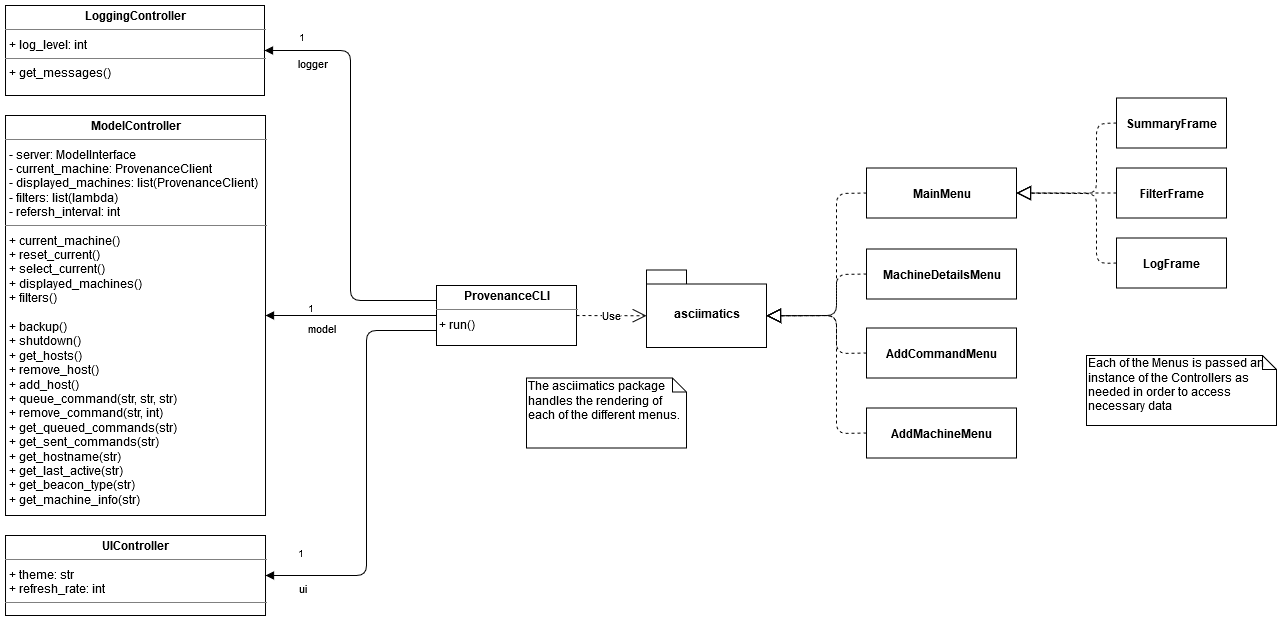 LoggingController
+ log_level: int
+ get_messages()
1
logger
ModelController
- server: ModelInterface
- current_machine: ProvenanceClient
- displayed_machines: list(ProvenanceClient)
- filters: list(lambda)
- refersh_interval: int
+ current_machine()
+ reset_current()
+ select_current()
+ displayed_machines()
+ filters()
+ backup()
+ shutdown()
+ get_hosts()
+ remove_host()
+ add_host()
+ queue_command(str, str, str)
+ remove_command(str, int)
+ get_queued_commands(str)
+ get_sent_commands(str)
+ get_hostname(str)
+ get_last_active(str)
+ get_beacon_type(str)
+ get_machine_info(str)
1
model
UIController
+ theme: str
+ refresh_rate: int
1
ui
ProvenanceCLI
+ run()
Use
asciimatics
The asciimatics package
handles the rendering of
each of the different menus.
MainMenu
MachineDetailsMenu
AddCommandMenu
AddMachineMenu
SummaryFrame
FilterFrame
LogFrame
Each of the Menus is passed an
instance of the Controllers as
needed in order to access
necessary data